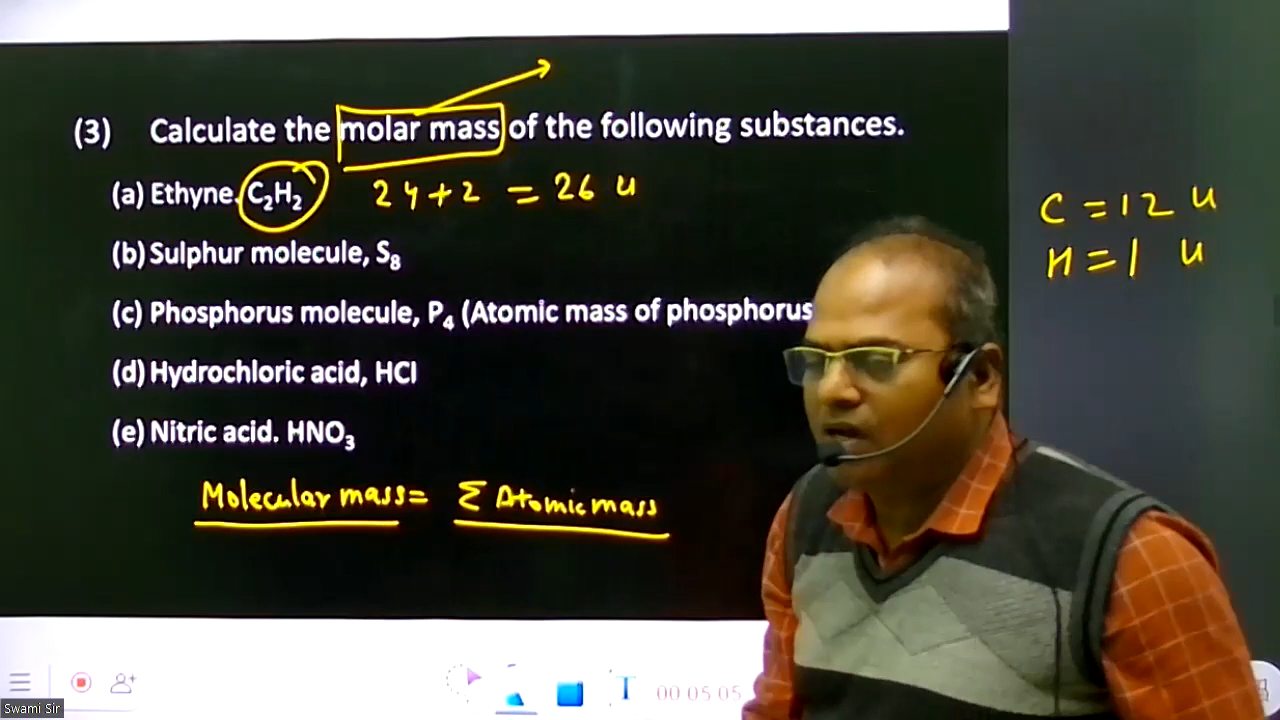 (3) Calculate the molar mass of the following substances.
(a) Ethyne. C₂H₂ 24+2 = 26 u
C = 12 u
H = 1 u
(b) Sulphur molecule, S₈
(c) Phosphorus molecule, P₄ (Atomic mass of phosphorus
(d) Hydrochloric acid, HCl
(e) Nitric acid. HNO₃
Molecular mass = Σ Atomic mass
T 00:05:05
Swami Sir